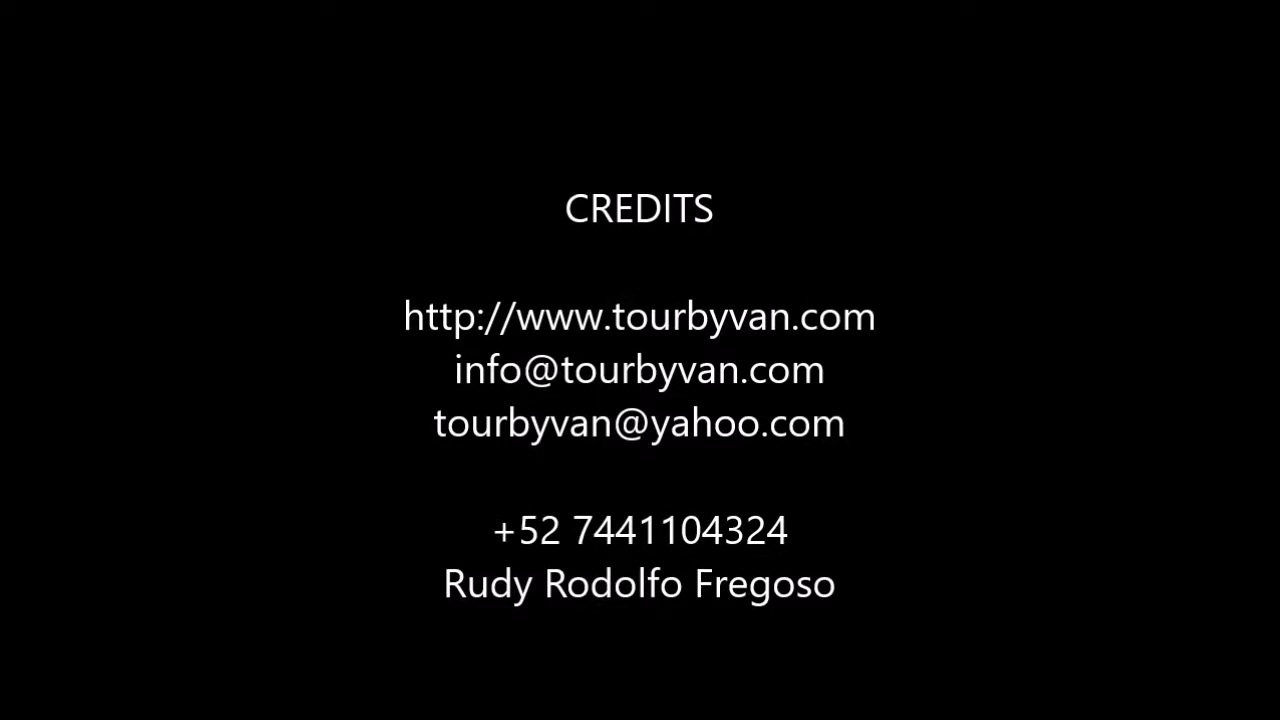 CREDITS
http://www.tourbyvan.com
info@tourbyvan.com
tourbyvan@yahoo.com
+52 7441104324
Rudy Rodolfo Fregoso